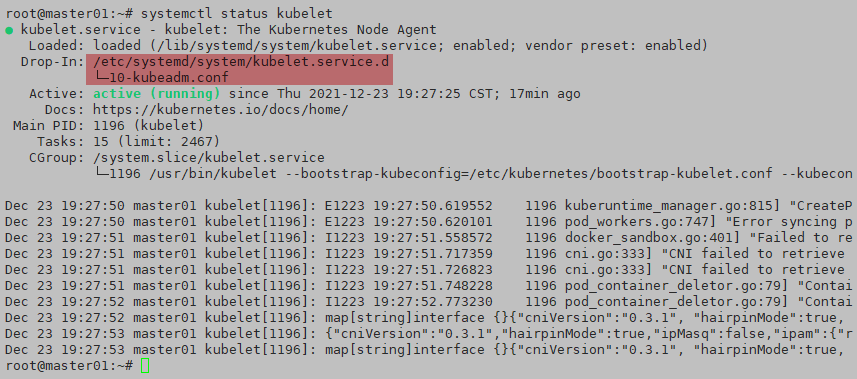 root@master01:~# systemctl status kubelet
● kubelet.service - kubelet: The Kubernetes Node Agent
   Loaded: loaded (/lib/systemd/system/kubelet.service; enabled; vendor preset: enabled)
  Drop-In: /etc/systemd/system/kubelet.service.d
           └─10-kubeadm.conf
   Active: active (running) since Thu 2021-12-23 19:27:25 CST; 17min ago
     Docs: https://kubernetes.io/docs/home/
 Main PID: 1196 (kubelet)
    Tasks: 15 (limit: 2467)
   CGroup: /system.slice/kubelet.service
           └─1196 /usr/bin/kubelet --bootstrap-kubeconfig=/etc/kubernetes/bootstrap-kubelet.conf --kubecon
Dec 23 19:27:50 master01 kubelet[1196]: E1223 19:27:50.619552    1196 kuberuntime_manager.go:815] "CreateP
Dec 23 19:27:50 master01 kubelet[1196]: E1223 19:27:50.620101    1196 pod_workers.go:747] "Error syncing p
Dec 23 19:27:51 master01 kubelet[1196]: I1223 19:27:51.558572    1196 docker_sandbox.go:401] "Failed to re
Dec 23 19:27:51 master01 kubelet[1196]: I1223 19:27:51.717359    1196 cni.go:333] "CNI failed to retrieve
Dec 23 19:27:51 master01 kubelet[1196]: I1223 19:27:51.726823    1196 cni.go:333] "CNI failed to retrieve
Dec 23 19:27:51 master01 kubelet[1196]: I1223 19:27:51.748228    1196 pod_container_deletor.go:79] "Contai
Dec 23 19:27:52 master01 kubelet[1196]: I1223 19:27:52.773230    1196 pod_container_deletor.go:79] "Contai
Dec 23 19:27:52 master01 kubelet[1196]: map[string]interface {}{"cniVersion":"0.3.1", "hairpinMode":true,
Dec 23 19:27:53 master01 kubelet[1196]: {"cniVersion":"0.3.1","hairpinMode":true,"ipMasq":false,"ipam":{"r
Dec 23 19:27:53 master01 kubelet[1196]: map[string]interface {}{"cniVersion":"0.3.1", "hairpinMode":true,
root@master01:~#